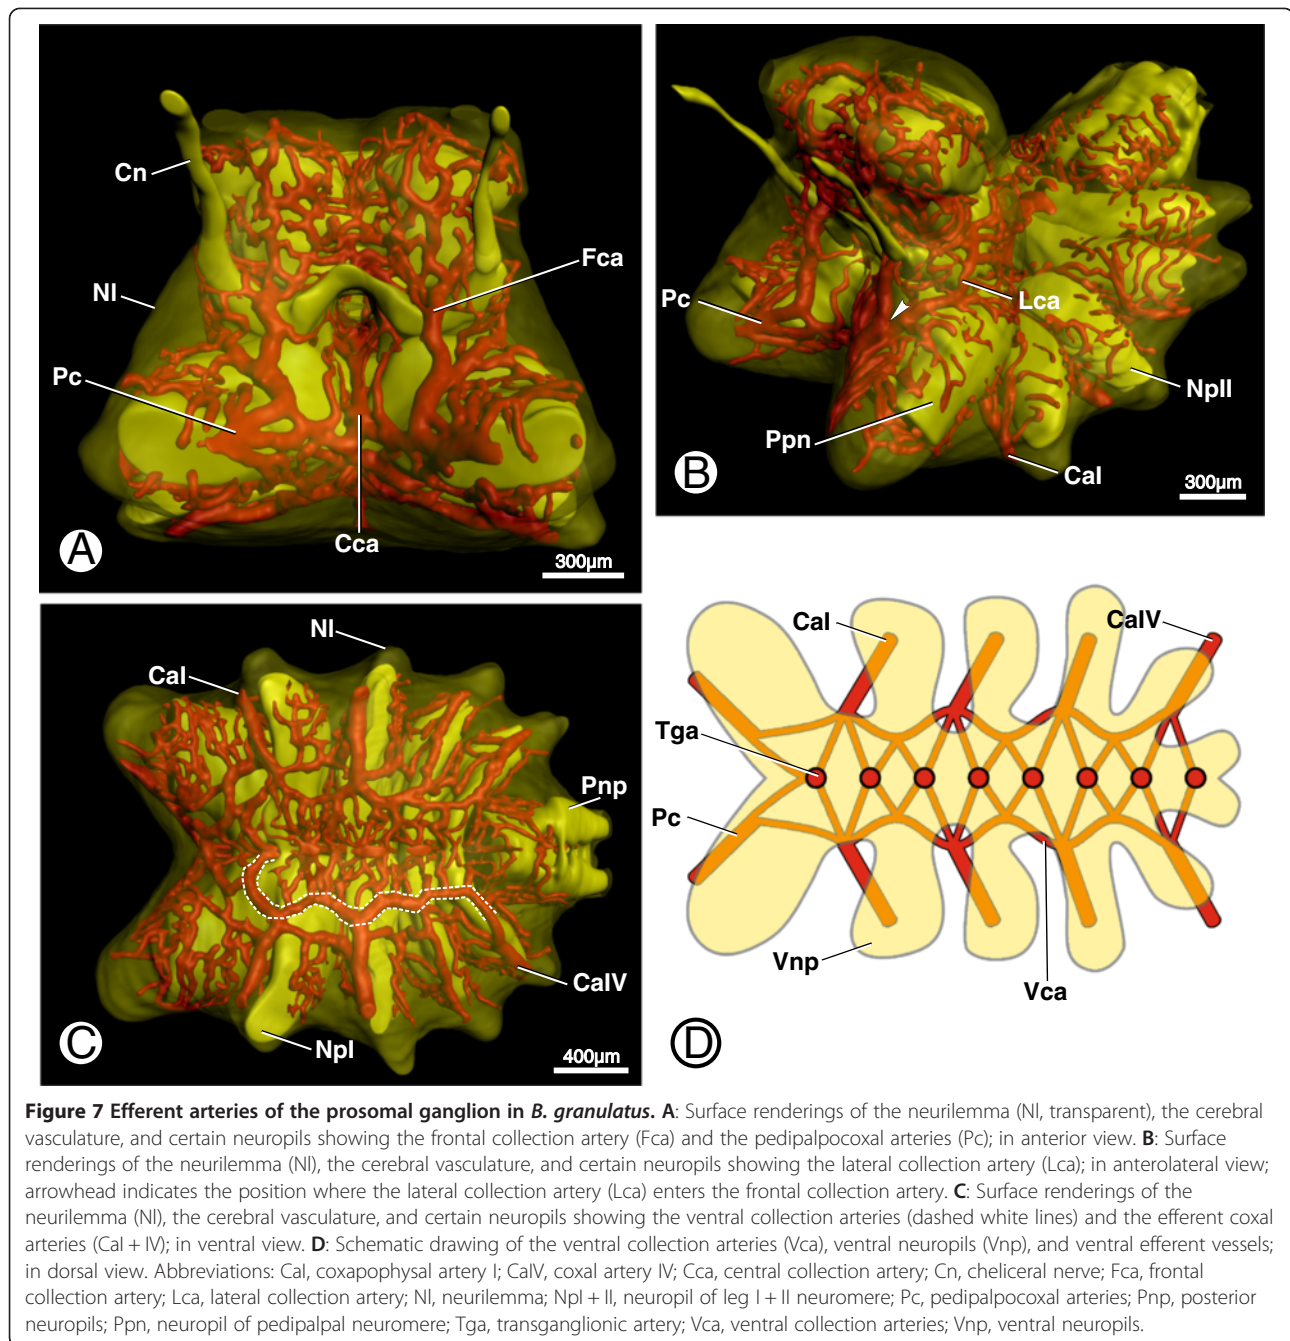 Cn
Nl
Fca
Pc
Cca
A
300µm
Pc
Lca
NpII
Ppn
CaI
B
300µm
Nl
CaI
Pnp
CaIV
NpI
C
400µm
CaI
CaIV
Tga
Pc
Vnp
Vca
D
Figure 7 Efferent arteries of the prosomal ganglion in B. granulatus. A: Surface renderings of the neurilemma (Nl, transparent), the cerebral
vasculature, and certain neuropils showing the frontal collection artery (Fca) and the pedipalpocoxal arteries (Pc); in anterior view. B: Surface
renderings of the neurilemma (Nl), the cerebral vasculature, and certain neuropils showing the lateral collection artery (Lca); in anterolateral view;
arrowhead indicates the position where the lateral collection artery (Lca) enters the frontal collection artery. C: Surface renderings of the
neurilemma (Nl), the cerebral vasculature, and certain neuropils showing the ventral collection arteries (dashed white lines) and the efferent coxal
arteries (CaI + IV); in ventral view. D: Schematic drawing of the ventral collection arteries (Vca), ventral neuropils (Vnp), and ventral efferent vessels;
in dorsal view. Abbreviations: CaI, coxapophysal artery I; CaIV, coxal artery IV; Cca, central collection artery; Cn, cheliceral nerve; Fca, frontal
collection artery; Lca, lateral collection artery; Nl, neurilemma; NpI + II, neuropil of leg I + II neuromere; Pc, pedipalpocoxal arteries; Pnp, posterior
neuropils; Ppn, neuropil of pedipalpal neuromere; Tga, transganglionic artery; Vca, ventral collection arteries; Vnp, ventral neuropils.